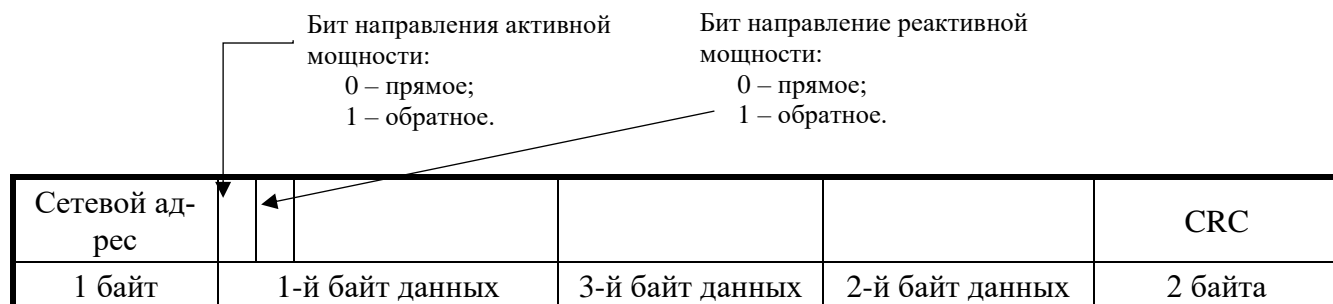 Бит направления активной
мощности:
0 – прямое;
1 – обратное.
Бит направление реактивной
мощности:
0 – прямое;
1 – обратное.
Сетевой ад-
рес
CRC
1 байт 1-й байт данных 3-й байт данных 2-й байт данных 2 байта